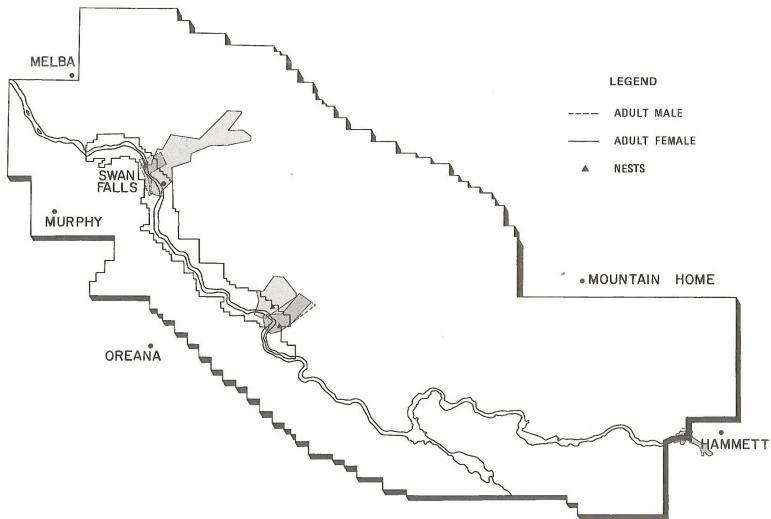 MELBA
LEGEND
ADULT MALE
ADULT FEMALE
NESTS
SWAN
FALLS
MURPHY
MOUNTAIN HOME
OREANA
HAMMETT